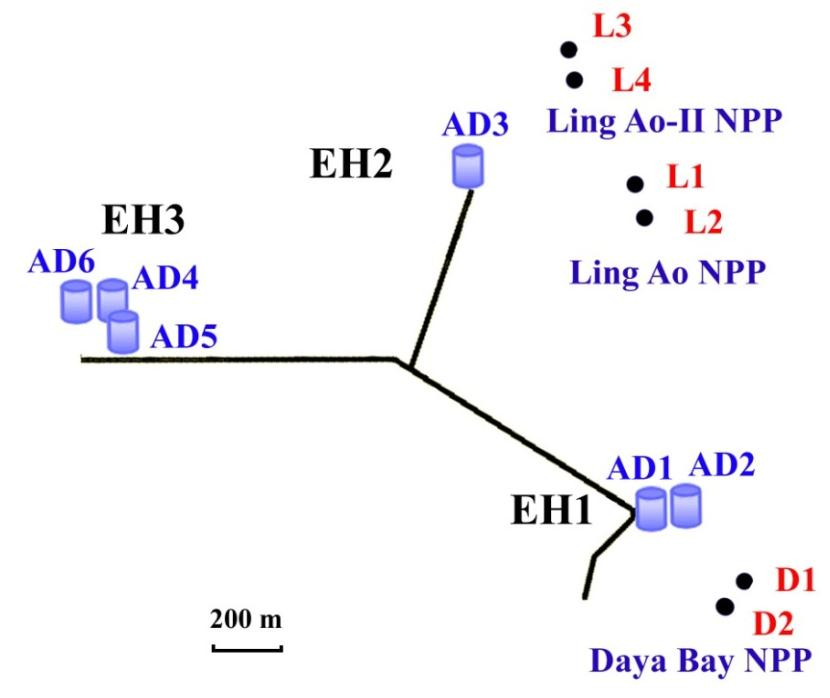 L3
L4
Ling Ao-II NPP
AD3
EH2
L1
L2
Ling Ao NPP
EH3
AD6
AD4
AD5
AD1
AD2
EH1
D1
D2
Daya Bay NPP
200 m